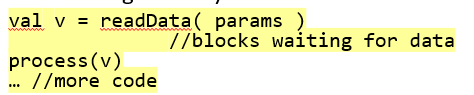 val v = readData( params )
//blocks waiting for data
process(v)
… //more code